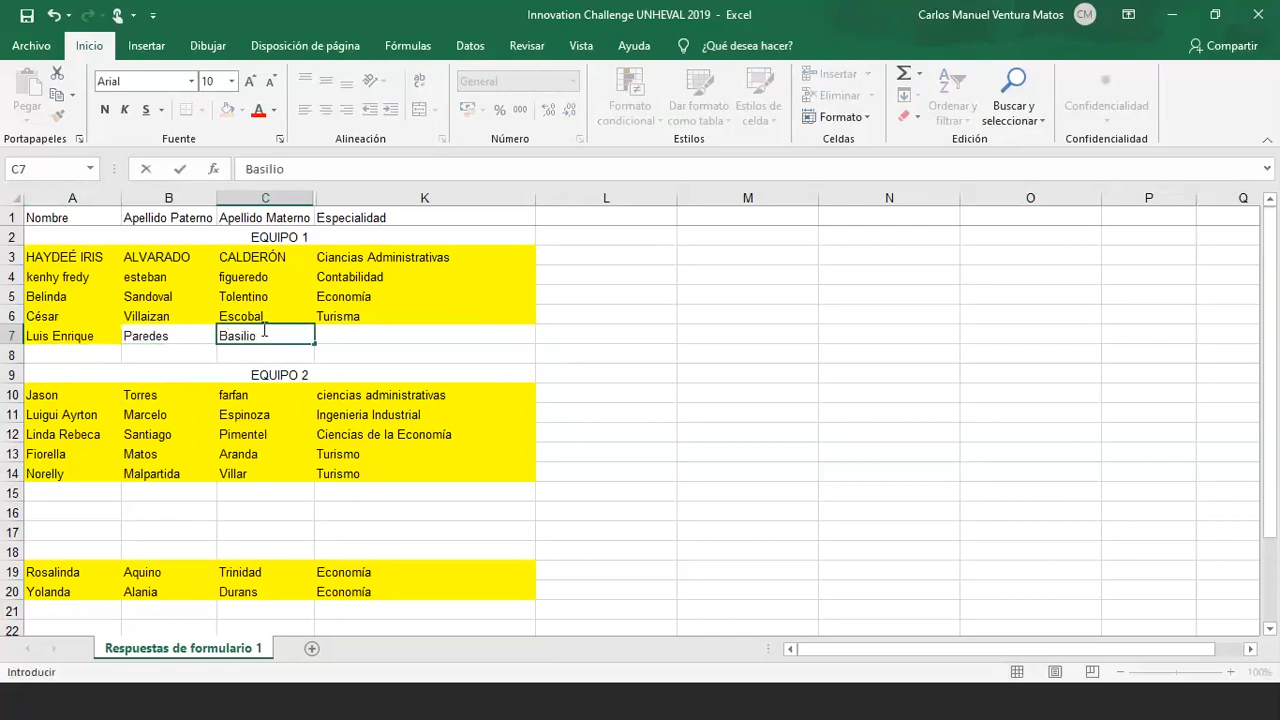 Innovation Challenge UNHEVAL 2019 - Excel
Carlos Manuel Ventura Matos CM
Archivo Inicio Insertar Dibujar Disposición de página Fórmulas Datos Revisar Vista Ayuda ¿Qué desea hacer? Compartir
Pegar
Arial 10
N K S
General
% 000
Formato condicional
Dar formato como tabla
Estilos de celda
Insertar
Eliminar
Formato
Ordenar y filtrar
Buscar y seleccionar
Confidencialidad
Portapapeles Fuente Alineación Número Estilos Celdas Edición Confidencialidad
C7 fx Basilio
A B C K L M N O P Q
1 Nombre Apellido Paterno Apellido Materno Especialidad
2 EQUIPO 1
3 HAYDEÉ IRIS ALVARADO CALDERÓN Ciancias Administrativas
4 kenhy fredy esteban figueredo Contabilidad
5 Belinda Sandoval Tolentino Economía
6 César Villaizan Escobal Turisma
7 Luis Enrique Paredes Basilio
8
9 EQUIPO 2
10 Jason Torres farfan ciencias administrativas
11 Luigui Ayrton Marcelo Espinoza Ingenieria Industrial
12 Linda Rebeca Santiago Pimentel Ciencias de la Economía
13 Fiorella Matos Aranda Turismo
14 Norelly Malpartida Villar Turismo
15
16
17
18
19 Rosalinda Aquino Trinidad Economía
20 Yolanda Alania Durans Economía
21
22
Respuestas de formulario 1
Introducir 100%